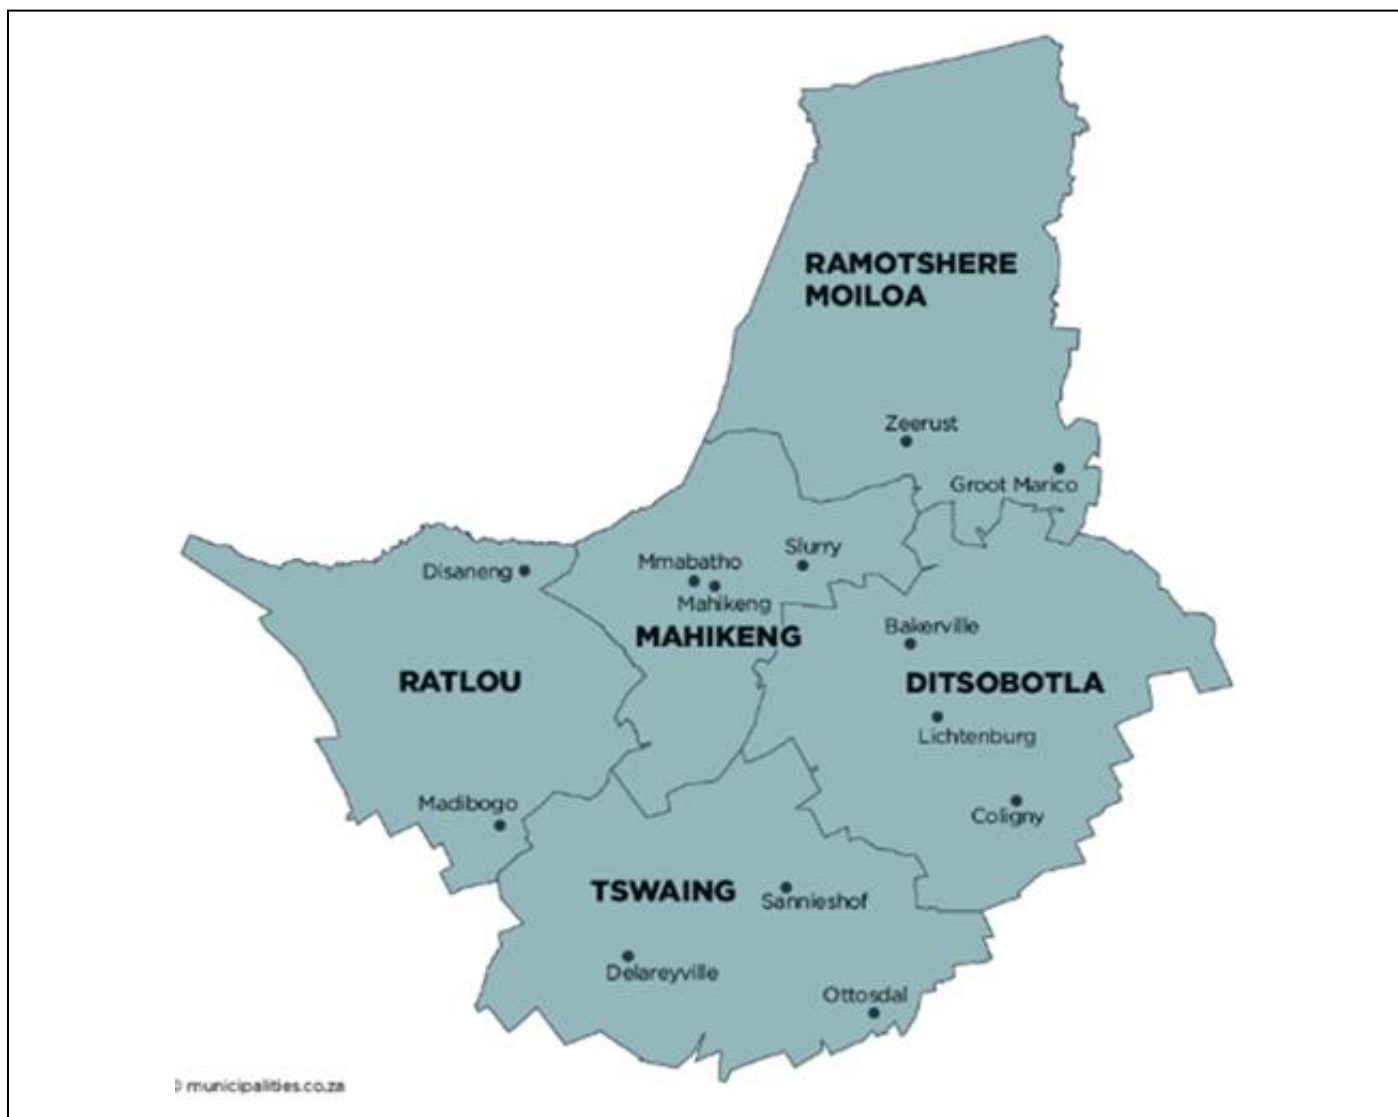 RAMOTSHERE
MOILOA
Zeerust
Groot Marico
Slurry
Mmabatho
Disaneng
Mahikeng
MAHIKENG
Bakerville
RATLOU
DITSOBOTLA
Lichtenburg
Madibogo
Coligny
TSWAING
Sannieshof
Delareyville
Ottosdal
© municipalities.co.za